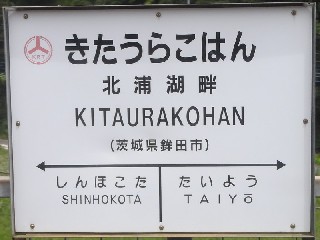 きたうらこはん
北浦湖畔
KITAURAKOHAN
(茨城県鉾田市)
しんほこた たいよう
SHINHOKOTA TAIYŌ